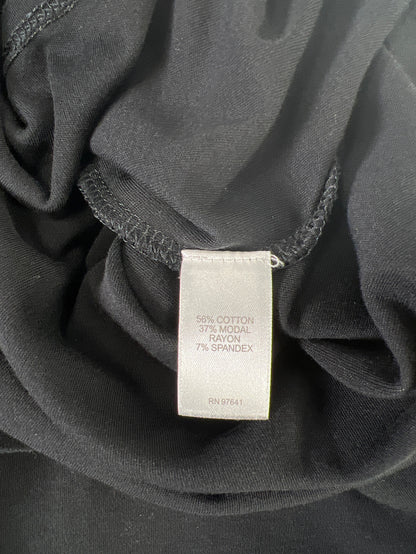 56% COTTON
37% MODAL
RAYON
7% SPANDEX
RN 97641